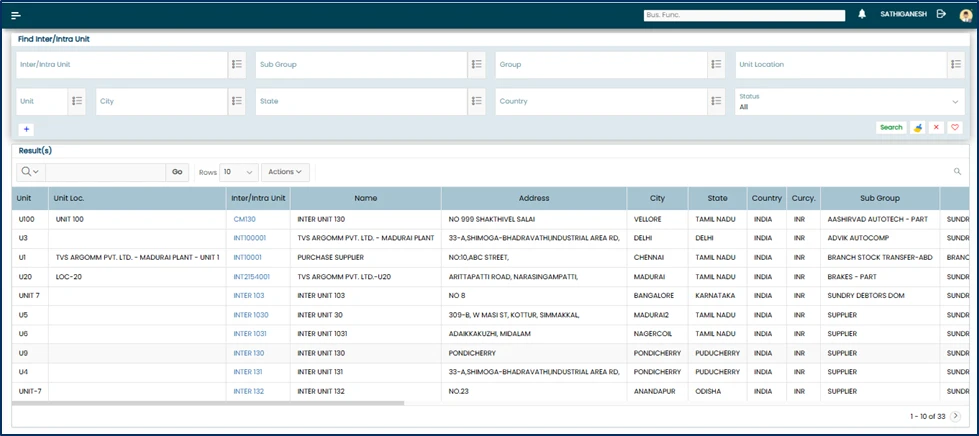 Bus. Func. SATHIGANESH
Find Inter/Intra Unit
Inter/Intra Unit Sub Group Group Unit Location
Unit City State Country Status
All
+ Search
Result(s)
Go Rows 10 Actions
Unit Unit Loc. Inter/Intra Unit Name Address City State Country Curcy. Sub Group
U100 UNIT 100 CM130 INTER UNIT 130 NO 999 SHAKTHIVEL SALAI VELLORE TAMIL NADU INDIA INR AASHIRVAD AUTOTECH - PART SUNDR
U3 INT100001 TVS ARGOMM PVT. LTD. - MADURAI PLANT 33-A,SHIMOGA-BHADRAVATHI,INDUSTRIAL AREA RD, DELHI DELHI INDIA INR ADVIK AUTOCOMP SUNDR
U1 TVS ARGOMM PVT. LTD. - MADURAI PLANT - UNIT 1 INT10001 PURCHASE SUPPLIER NO:10,ABC STREET, CHENNAI TAMIL NADU INDIA INR BRANCH STOCK TRANSFER-ABD BRANC
U20 LOC-20 INT2154001 TVS ARGOMM PVT. LTD.-U20 ARITTAPATTI ROAD, NARASINGAMPATTI, MADURAI TAMIL NADU INDIA INR BRAKES - PART SUNDR
UNIT 7 INTER 103 INTER UNIT 103 NO 8 BANGALORE KARNATAKA INDIA INR SUNDRY DEBTORS DOM SUNDR
U5 INTER 1030 INTER UNIT 30 309-B, W MASI ST, KOTTUR, SIMMAKKAL, MADURAI2 TAMIL NADU INDIA INR SUPPLIER SUNDR
U6 INTER 1031 INTER UNIT 1031 ADAIKKAKUZHI, MIDALAM NAGERCOIL TAMIL NADU INDIA INR SUPPLIER SUNDR
U9 INTER 130 INTER UNIT 130 PONDICHERRY PONDICHERRY PUDUCHERRY INDIA INR SUPPLIER SUNDR
U4 INTER 131 INTER UNIT 131 33-A,SHIMOGA-BHADRAVATHI,INDUSTRIAL AREA RD, PONDICHERRY PUDUCHERRY INDIA INR SUPPLIER SUNDR
UNIT-7 INTER 132 INTER UNIT 132 NO.23 ANANDAPUR ODISHA INDIA INR SUPPLIER SUNDR
1 - 10 of 33